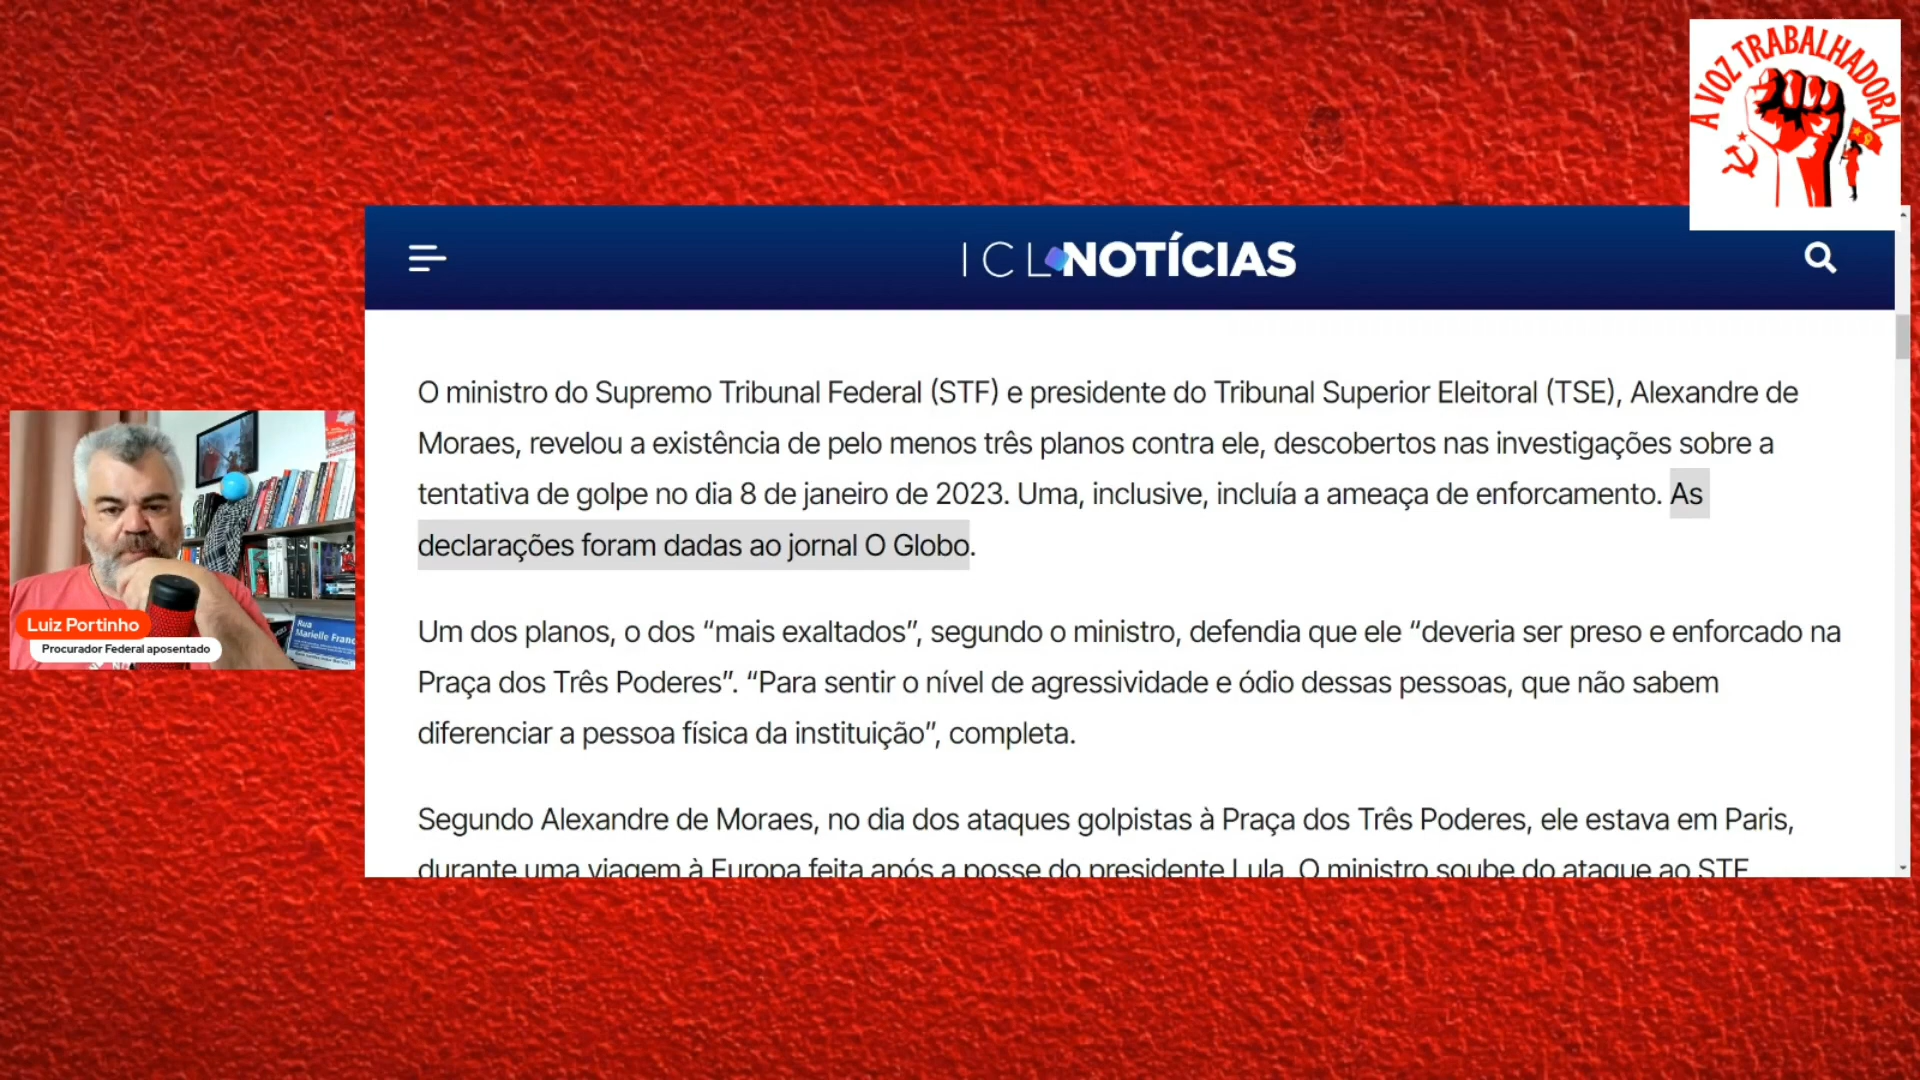 A VOZ TRABALHADORA
ICL NOTÍCIAS
O ministro do Supremo Tribunal Federal (STF) e presidente do Tribunal Superior Eleitoral (TSE), Alexandre de
Moraes, revelou a existência de pelo menos três planos contra ele, descobertos nas investigações sobre a
tentativa de golpe no dia 8 de janeiro de 2023. Uma, inclusive, incluía a ameaça de enforcamento. As
declarações foram dadas ao jornal O Globo.
Um dos planos, o dos “mais exaltados”, segundo o ministro, defendia que ele “deveria ser preso e enforcado na
Praça dos Três Poderes”. “Para sentir o nível de agressividade e ódio dessas pessoas, que não sabem
diferenciar a pessoa física da instituição”, completa.
Segundo Alexandre de Moraes, no dia dos ataques golpistas à Praça dos Três Poderes, ele estava em Paris,
durante uma viagem à Europa feita após a posse do presidente Lula. O ministro soube do ataque ao STF
Rua
Marielle Franc
Luiz Portinho
Procurador Federal aposentado